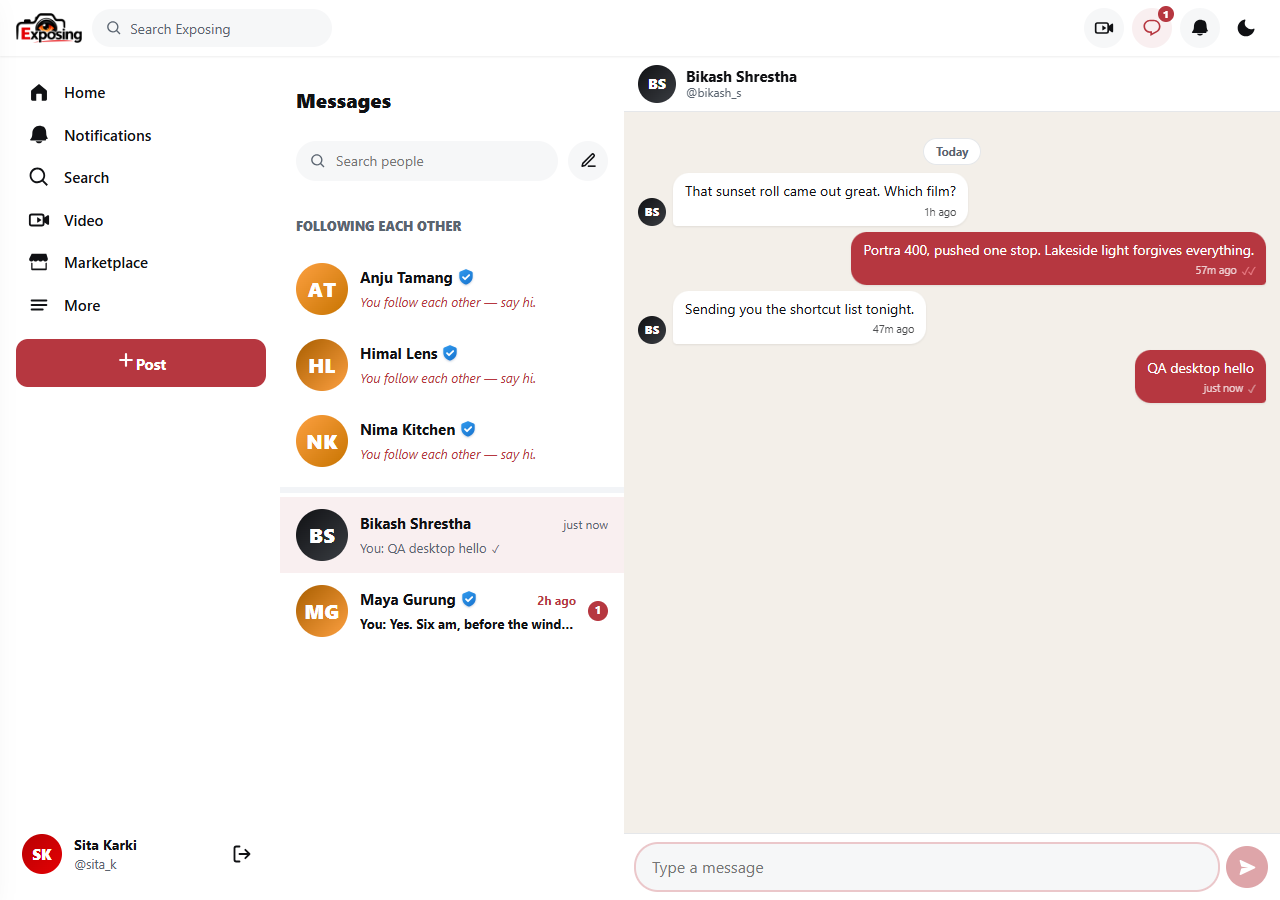 Exposing
Search Exposing
1
Home
Notifications
Search
Video
Marketplace
More
+ Post
SK
Sita Karki
@sita_k
Messages
Search people
FOLLOWING EACH OTHER
AT
Anju Tamang
You follow each other — say hi.
HL
Himal Lens
You follow each other — say hi.
NK
Nima Kitchen
You follow each other — say hi.
BS
Bikash Shrestha
just now
You: QA desktop hello ✓
MG
Maya Gurung
2h ago
You: Yes. Six am, before the wind...
1
BS
Bikash Shrestha
@bikash_s
Today
BS
That sunset roll came out great. Which film?
1h ago
Portra 400, pushed one stop. Lakeside light forgives everything.
57m ago ✓✓
BS
Sending you the shortcut list tonight.
47m ago
QA desktop hello
just now ✓
Type a message